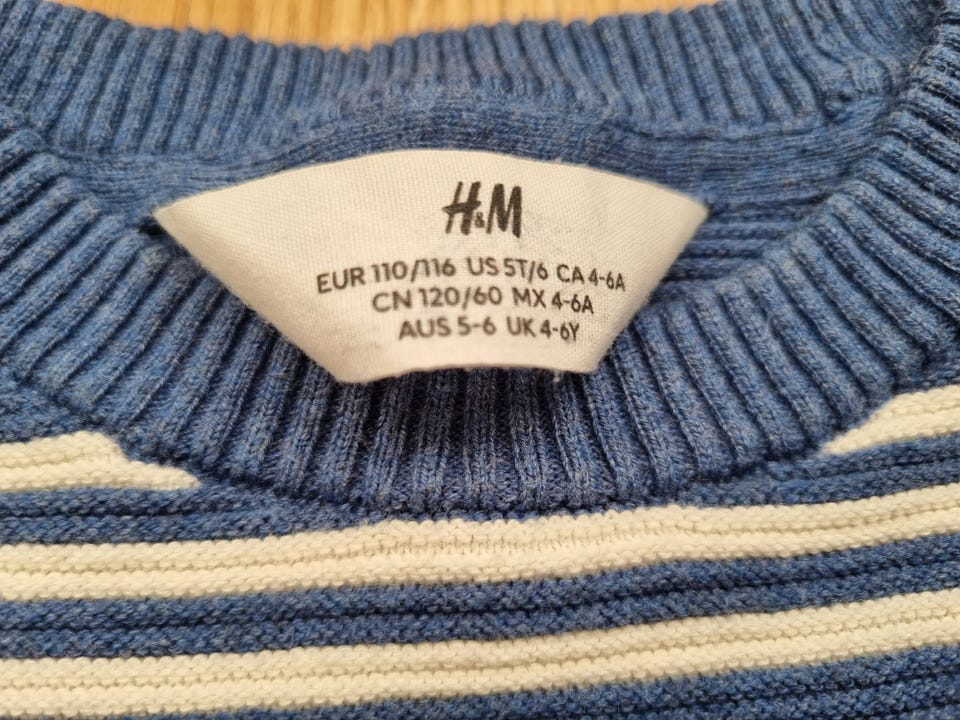 H&M
EUR 110/116 US 5T/6 CA 4-6A
CN 120/60 MX 4-6A
AUS 5-6 UK 4-6Y